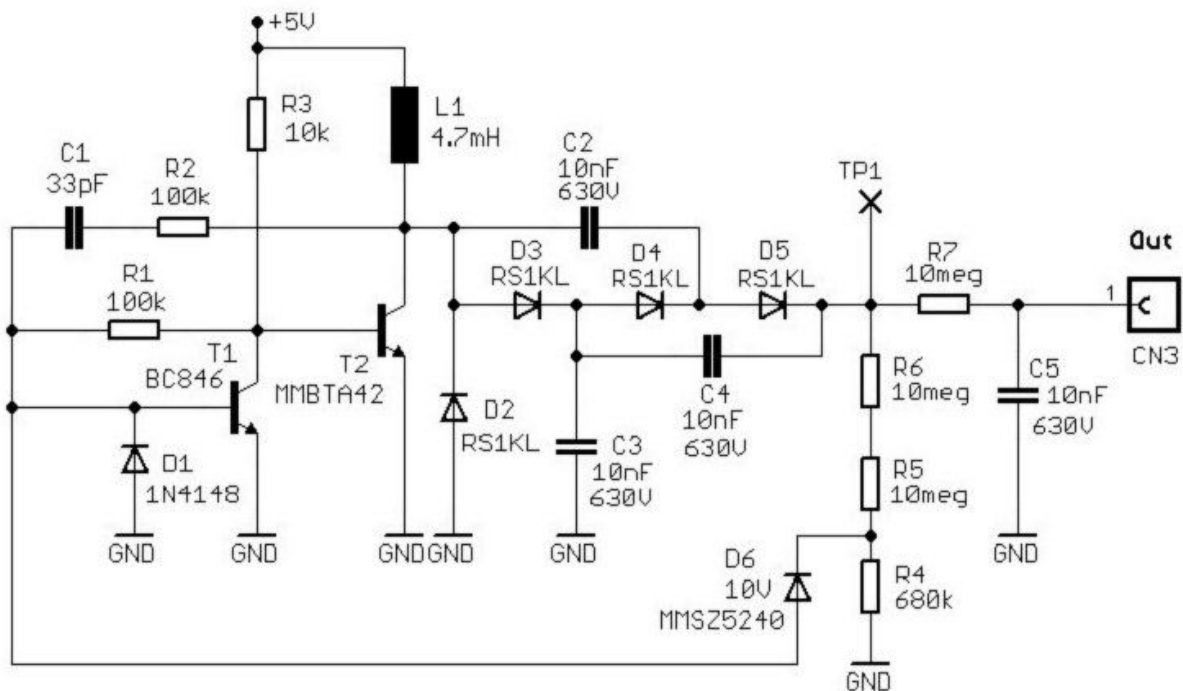 +5V
R3
10k
L1
4.7mH
C1
33pF
R2
100k
C2
10nF
630V
TP1
R1
100k
D3
RS1KL
D4
RS1KL
D5
RS1KL
R7
10meg
Out
1
CN3
T1
BC846
T2
MMBTA42
D2
RS1KL
C4
10nF
630V
R6
10meg
C5
10nF
630V
D1
1N4148
C3
10nF
630V
R5
10meg
GND
GND
GND
GND
GND
GND
D6
10V
MMSZ5240
R4
680k
GND